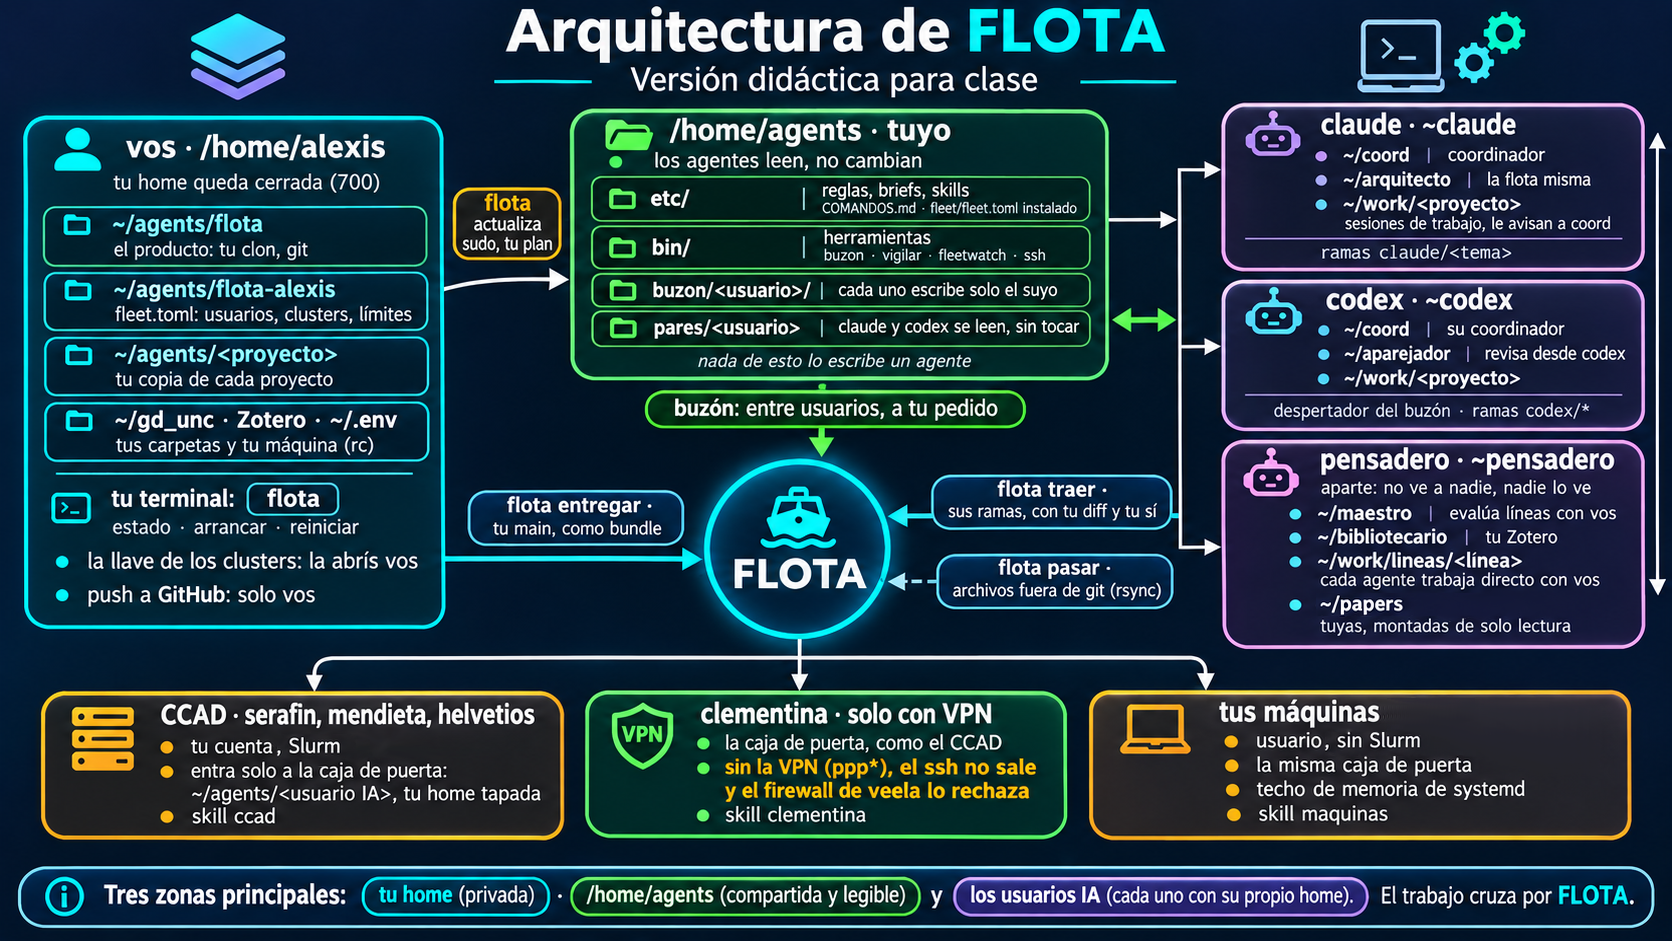 Arquitectura de FLOTA
Versión didáctica para clase
vos · /home/alexis
tu home queda cerrada (700)
~/agents/flota
el producto: tu clon, git
~/agents/flota-alexis
fleet.toml: usuarios, clusters, límites
~/agents/<proyecto>
tu copia de cada proyecto
~/gd_unc · Zotero · ~/.env
tus carpetas y tu máquina (rc)
tu terminal: flota
estado · arrancar · reiniciar
la llave de los clusters: la abrís vos
push a GitHub: solo vos
flota
actualiza
sudo, tu plan
/home/agents · tuyo
los agentes leen, no cambian
etc/ | reglas, briefs, skills
COMANDOS.md · fleet/fleet.toml instalado
bin/ | herramientas
buzon · vigilar · fleetwatch · ssh
buzon/<usuario>/ | cada uno escribe solo el suyo
pares/<usuario> | claude y codex se leen, sin tocar
nada de esto lo escribe un agente
buzón: entre usuarios, a tu pedido
claude · ~claude
~/coord | coordinador
~/arquitecto | la flota misma
~/work/<proyecto>
sesiones de trabajo, le avisan a coord
ramas claude/<tema>
codex · ~codex
~/coord | su coordinador
~/aparejador | revisa desde codex
~/work/<proyecto>
despertador del buzón · ramas codex/*
pensadero · ~pensadero
aparte: no ve a nadie, nadie lo ve
~/maestro | evalúa líneas con vos
~/bibliotecario | tu Zotero
~/work/lineas/<línea>
cada agente trabaja directo con vos
~/papers
tuyas, montadas de solo lectura
flota entregar ·
tu main, como bundle
FLOTA
flota traer ·
sus ramas, con tu diff y tu sí
flota pasar ·
archivos fuera de git (rsync)
CCAD · serafin, mendieta, helvetios
tu cuenta, Slurm
entra solo a la caja de puerta:
~/agents/<usuario IA>, tu home tapada
skill ccad
VPN
clementina · solo con VPN
la caja de puerta, como el CCAD
sin la VPN (ppp*), el ssh no sale
y el firewall de veela lo rechaza
skill clementina
tus máquinas
usuario, sin Slurm
la misma caja de puerta
techo de memoria de systemd
skill maquinas
Tres zonas principales: tu home (privada) · /home/agents (compartida y legible) y los usuarios IA (cada uno con su propio home). El trabajo cruza por FLOTA.